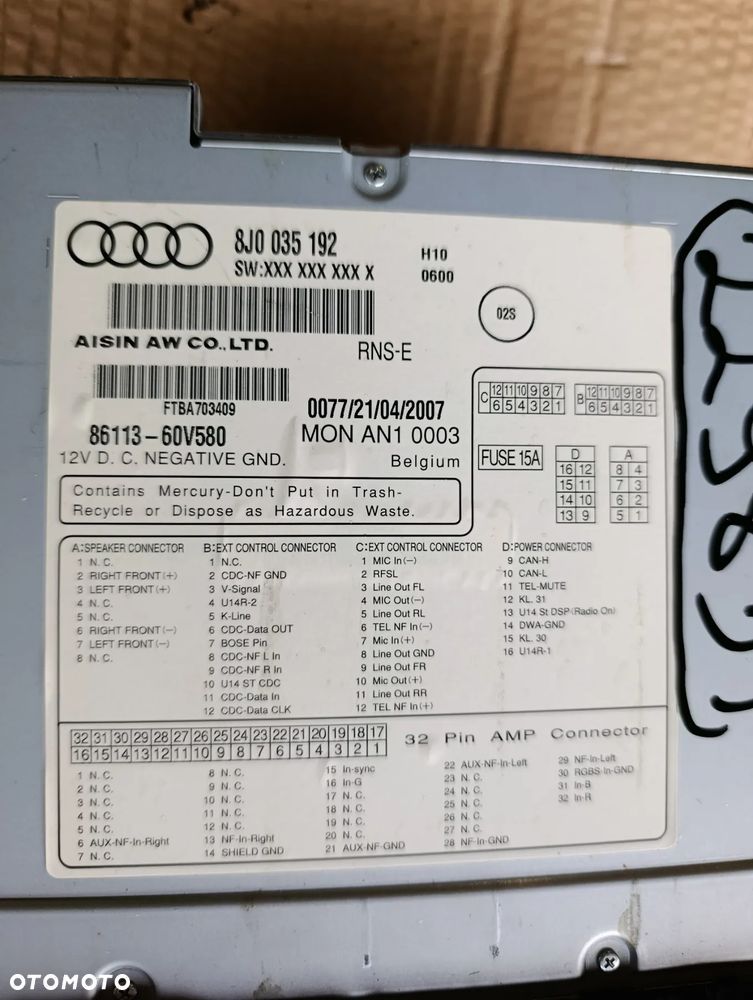 8J0 035 192
SW:XXX XXX XXX X
H10
0600
02S
AISIN AW CO.,LTD.
RNS-E
FTBA703409
0077/21/04/2007
86113-60V580
MON AN1 0003
12V D. C. NEGATIVE GND.
Belgium
Contains Mercury-Don't Put in Trash-
Recycle or Dispose as Hazardous Waste.
C 12 11 10 9 8 7
6 5 4 3 2 1
B 12 11 10 9 8 7
6 5 4 3 2 1
FUSE 15A
D
16 12
15 11
14 10
13 9
A
8 4
7 3
6 2
5 1
A:SPEAKER CONNECTOR
1 N. C.
2 RIGHT FRONT(+)
3 LEFT FRONT(+)
4 N. C.
5 N. C.
6 RIGHT FRONT(-)
7 LEFT FRONT(-)
8 N. C.
B:EXT CONTROL CONNECTOR
1 N.C.
2 CDC-NF GND
3 V-Signal
4 U14R-2
5 K-Line
6 CDC-Data OUT
7 BOSE Pin
8 CDC-NF L In
9 CDC-NF R In
10 U14 ST CDC
11 CDC-Data In
12 CDC-Data CLK
C:EXT CONTROL CONNECTOR
1 MIC In(-)
2 RFSL
3 Line Out FL
4 MIC Out(-)
5 Line Out RL
6 TEL NF In(-)
7 Mic In(+)
8 Line Out GND
9 Line Out FR
10 Mic Out(+)
11 Line Out RR
12 TEL NF In(+)
D:POWER CONNECTOR
9 CAN-H
10 CAN-L
11 TEL-MUTE
12 KL. 31
13 U14 St DSP(Radio On)
14 DWA-GND
15 KL. 30
16 U14R-1
32 31 30 29 28 27 26 25 24 23 22 21 20 19 18 17
16 15 14 13 12 11 10 9 8 7 6 5 4 3 2 1
32 Pin AMP Connector
1 N. C.
2 N. C.
3 N. C.
4 N. C.
5 N. C.
6 AUX-NF-In-Right
7 N. C.
8 N. C.
9 N. C.
10 N. C.
11 N. C.
12 N. C.
13 NF-In-Right
14 SHIELD GND
15 In-sync
16 In-G
17 N. C.
18 N. C.
19 N. C.
20 N. C.
21 AUX-NF-GND
22 AUX-NF-In-Left
23 N. C.
24 N. C.
25 N. C.
26 N. C.
27 N. C.
28 NF-In-GND
29 NF-In-Left
30 RGBS-In-GND
31 In-B
32 In-R
OTOMOTO